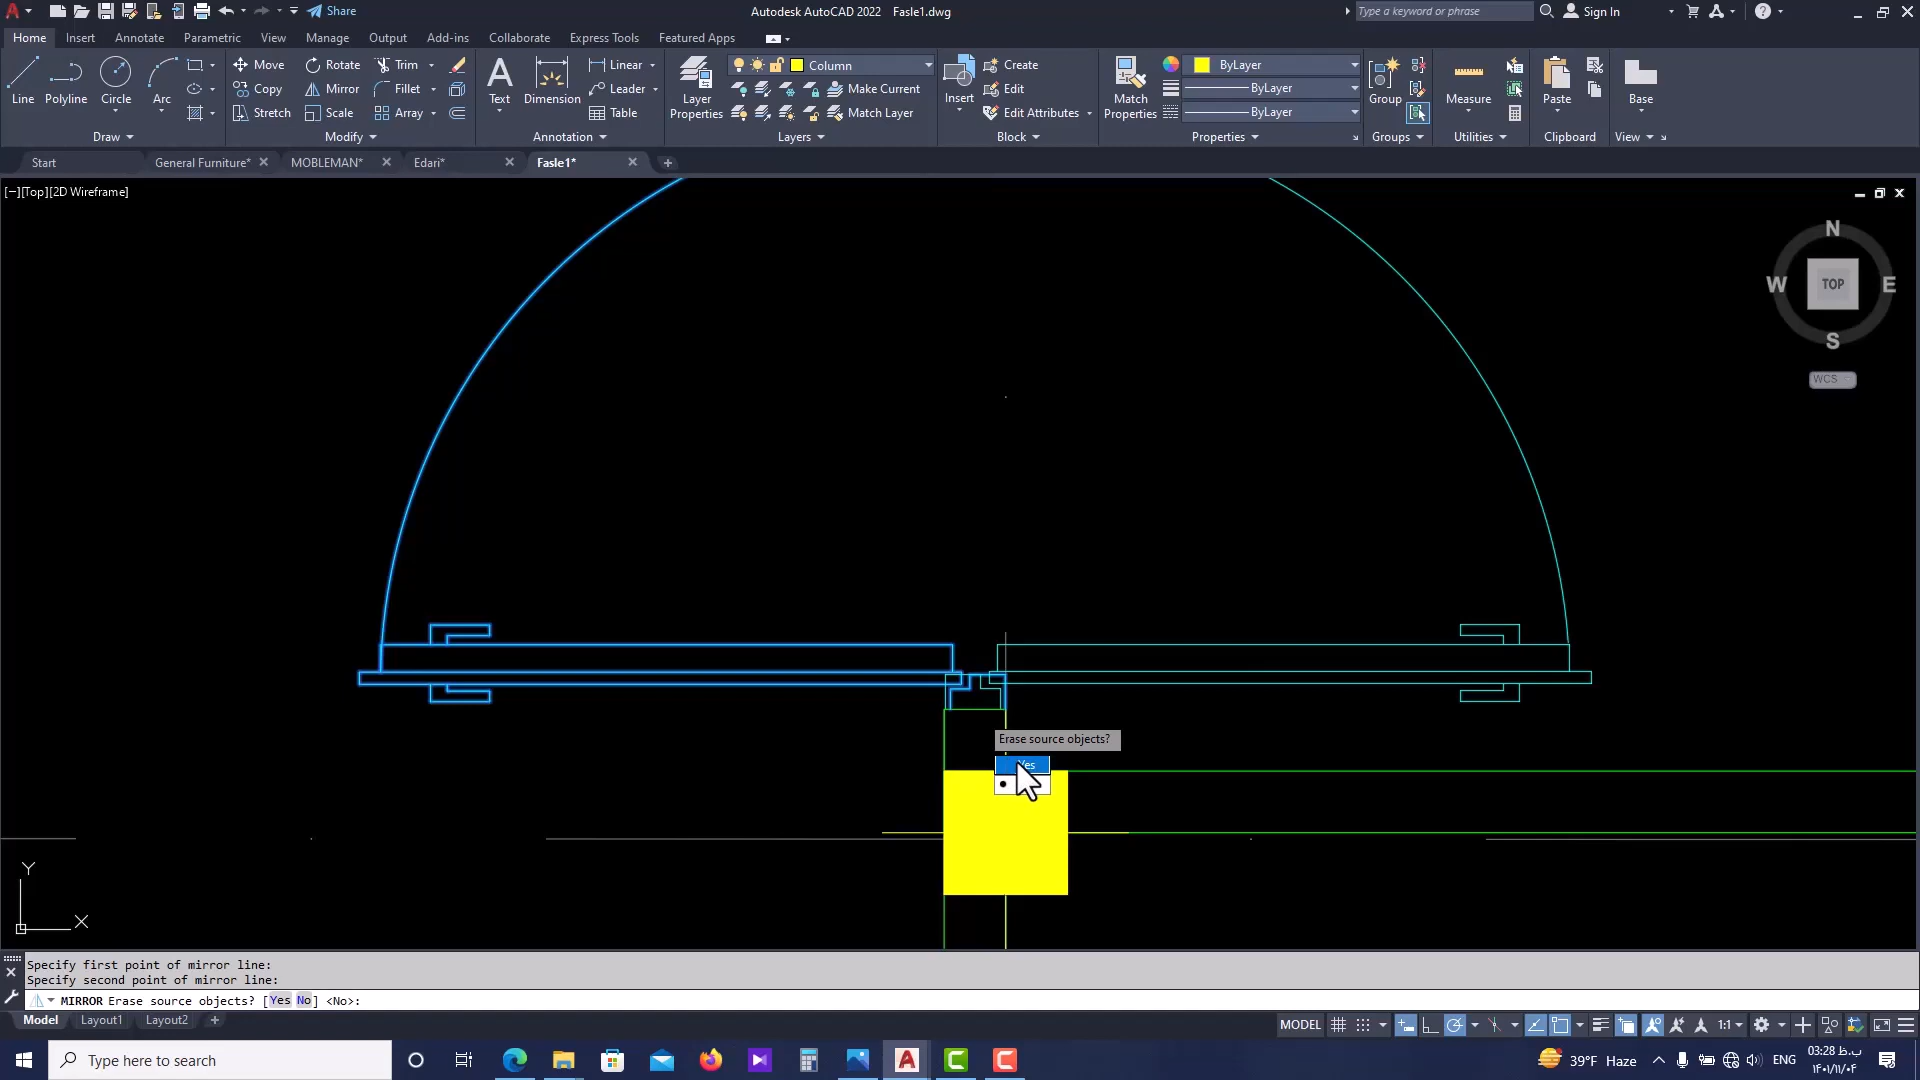 Share
Autodesk AutoCAD 2022 Fasle1.dwg
Type a keyword or phrase
Sign In
Home Insert Annotate Parametric View Manage Output Add-ins Collaborate Express Tools Featured Apps
Line Polyline Circle Arc
Move Rotate Trim
Copy Mirror Fillet
Stretch Scale Array
Text Dimension
Linear
Leader
Table
Layer Properties
Column
Make Current
Match Layer
Insert
Create
Edit
Edit Attributes
Match Properties
ByLayer
ByLayer
ByLayer
Group
Measure
Paste
Base
Draw Modify Annotation Layers Block Properties Groups Utilities Clipboard View
Start General Furniture* MOBLEMAN* Edari* Fasle1*
[−][Top][2D Wireframe]
N
W TOP E
S
WCS
Erase source objects?
Yes
Y
X
Specify first point of mirror line:
Specify second point of mirror line:
MIRROR Erase source objects? [Yes No] <No>:
Model Layout1 Layout2
MODEL 1:1
Type here to search
39°F Haze ENG
03:28 ب.ظ
۱۴۰۱/۱۱/۰۴